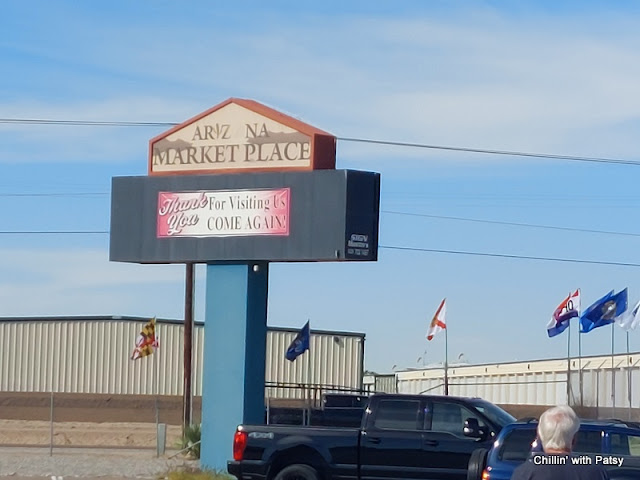 ARIZ NA
MARKET PLACE
Thank You
For Visiting Us
COME AGAIN!
Chillin' with Patsy